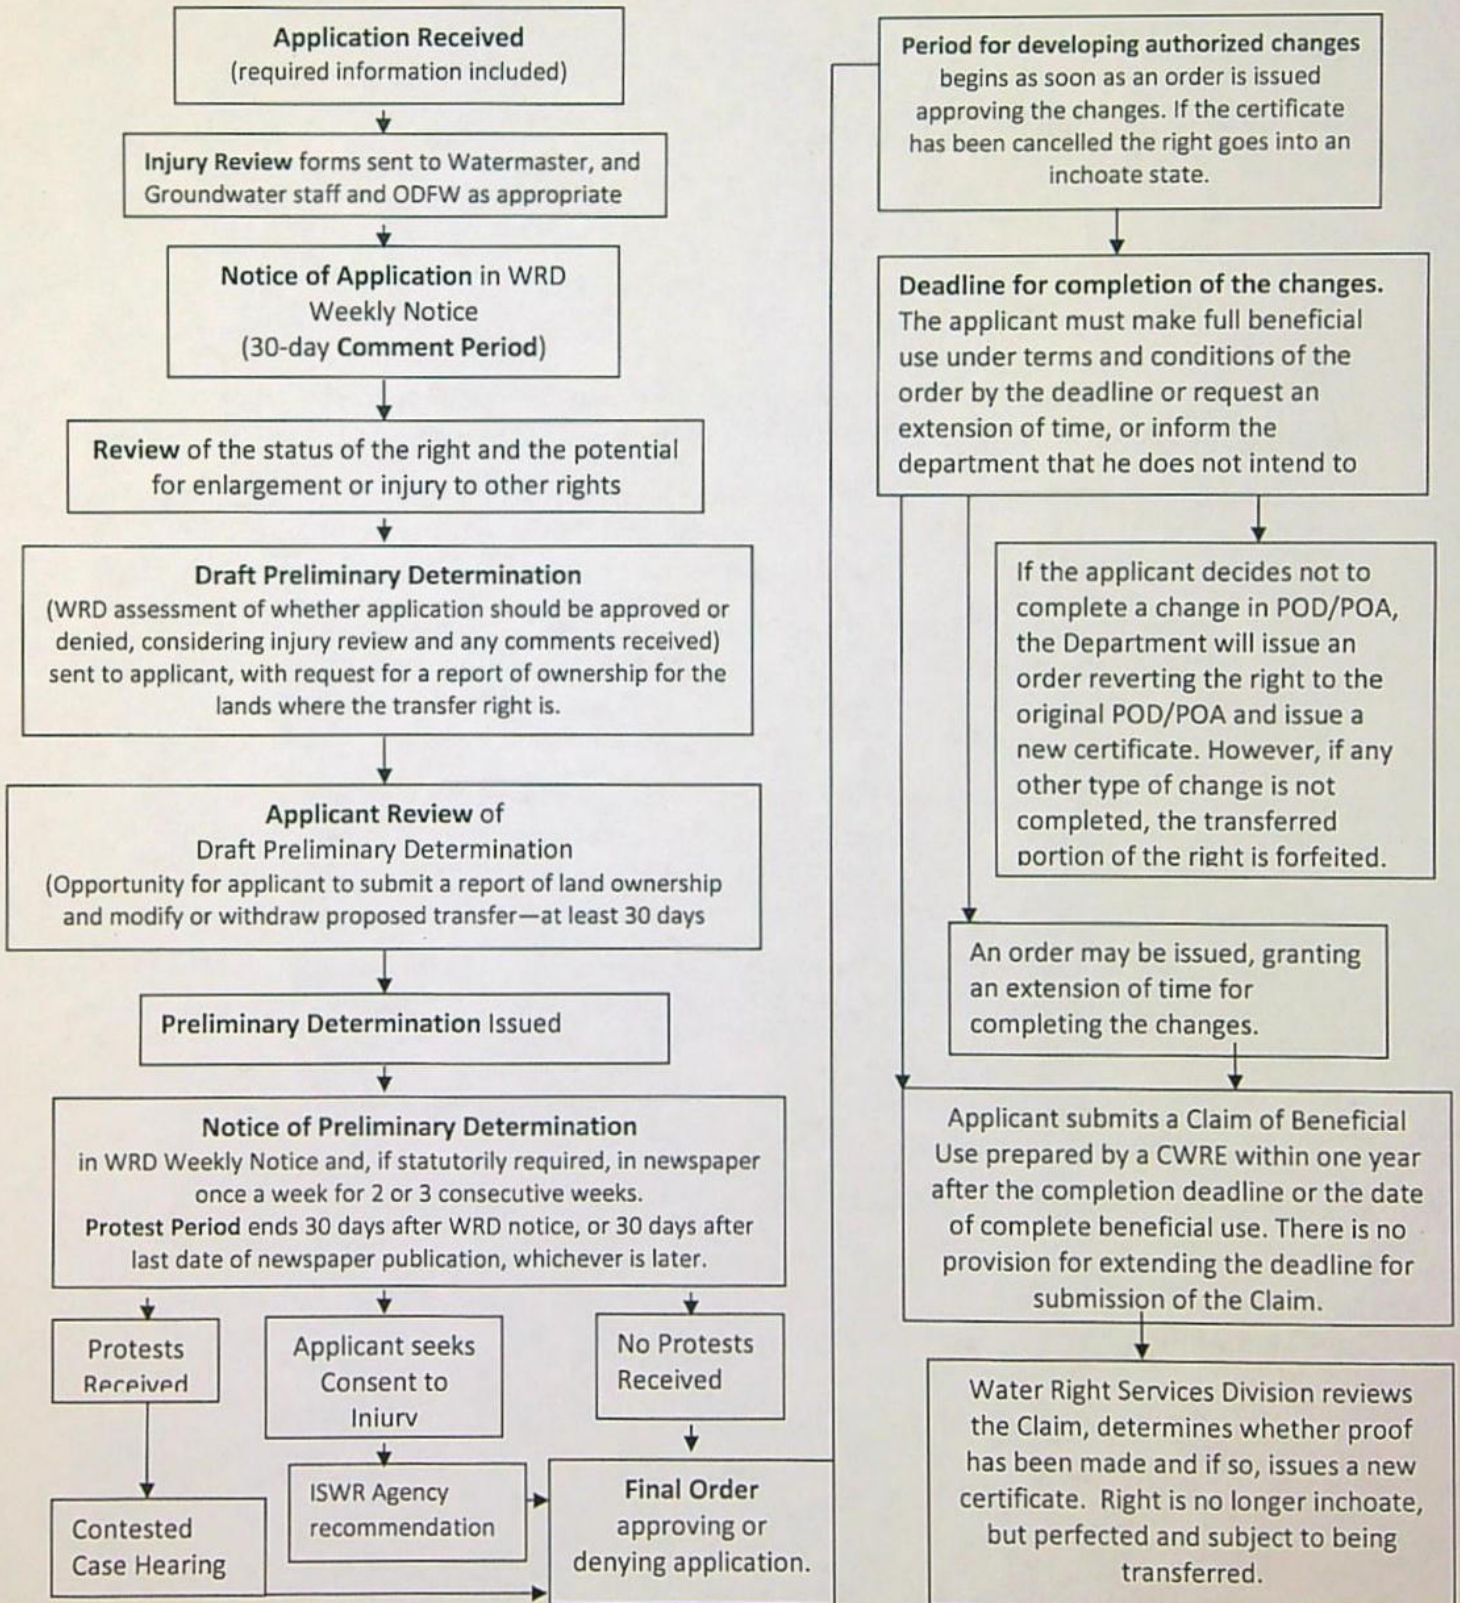 Application Received
(required information included)
Injury Review forms sent to Watermaster, and
Groundwater staff and ODFW as appropriate
Notice of Application in WRD
Weekly Notice
(30-day Comment Period)
Review of the status of the right and the potential
for enlargement or injury to other rights
Draft Preliminary Determination
(WRD assessment of whether application should be approved or
denied, considering injury review and any comments received)
sent to applicant, with request for a report of ownership for the
lands where the transfer right is.
Applicant Review of
Draft Preliminary Determination
(Opportunity for applicant to submit a report of land ownership
and modify or withdraw proposed transfer—at least 30 days
Preliminary Determination Issued
Notice of Preliminary Determination
in WRD Weekly Notice and, if statutorily required, in newspaper
once a week for 2 or 3 consecutive weeks.
Protest Period ends 30 days after WRD notice, or 30 days after
last date of newspaper publication, whichever is later.
Protests
Received
Applicant seeks
Consent to
Injury
No Protests
Received
Contested
Case Hearing
ISWR Agency
recommendation
Final Order
approving or
denying application.
Period for developing authorized changes
begins as soon as an order is issued
approving the changes. If the certificate
has been cancelled the right goes into an
inchoate state.
Deadline for completion of the changes.
The applicant must make full beneficial
use under terms and conditions of the
order by the deadline or request an
extension of time, or inform the
department that he does not intend to
If the applicant decides not to
complete a change in POD/POA,
the Department will issue an
order reverting the right to the
original POD/POA and issue a
new certificate. However, if any
other type of change is not
completed, the transferred
portion of the right is forfeited.
An order may be issued, granting
an extension of time for
completing the changes.
Applicant submits a Claim of Beneficial
Use prepared by a CWRE within one year
after the completion deadline or the date
of complete beneficial use. There is no
provision for extending the deadline for
submission of the Claim.
Water Right Services Division reviews
the Claim, determines whether proof
has been made and if so, issues a new
certificate. Right is no longer inchoate,
but perfected and subject to being
transferred.